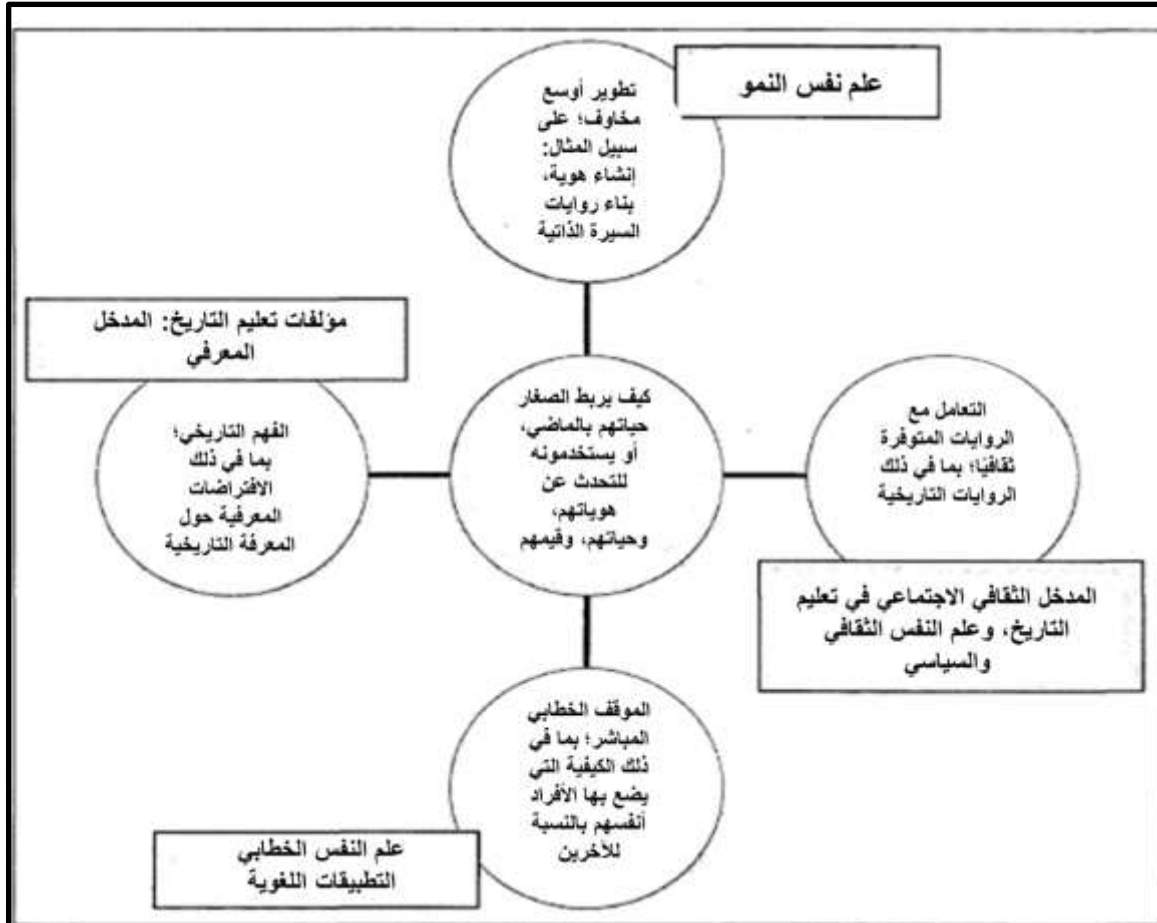 علم نفس النمو
تطوير أوسع
مخاوف؛ على
سبيل المثال:
إنشاء هوية،
بناء روايات
السيرة الذاتية
مؤلفات تعليم التاريخ: المدخل
المعرفي
الفهم التاريخي؛
بما في ذلك
الافتراضات
المعرفية حول
المعرفة التاريخية
كيف يربط الصغار
حياتهم بالماضي،
أو يستخدمونه
للتحدث عن
هوياتهم،
وحياتهم، وقيمهم
التعامل مع
الروايات المتوفرة
ثقافيًا؛ بما في ذلك
الروايات التاريخية
المدخل الثقافي الاجتماعي في تعليم
التاريخ، وعلم النفس الثقافي
والسياسي
الموقف الخطابي
المباشر؛ بما في
ذلك الكيفية التي
يضع بها الأفراد
أنفسهم بالنسبة
للآخرين
علم النفس الخطابي
التطبيقات اللغوية